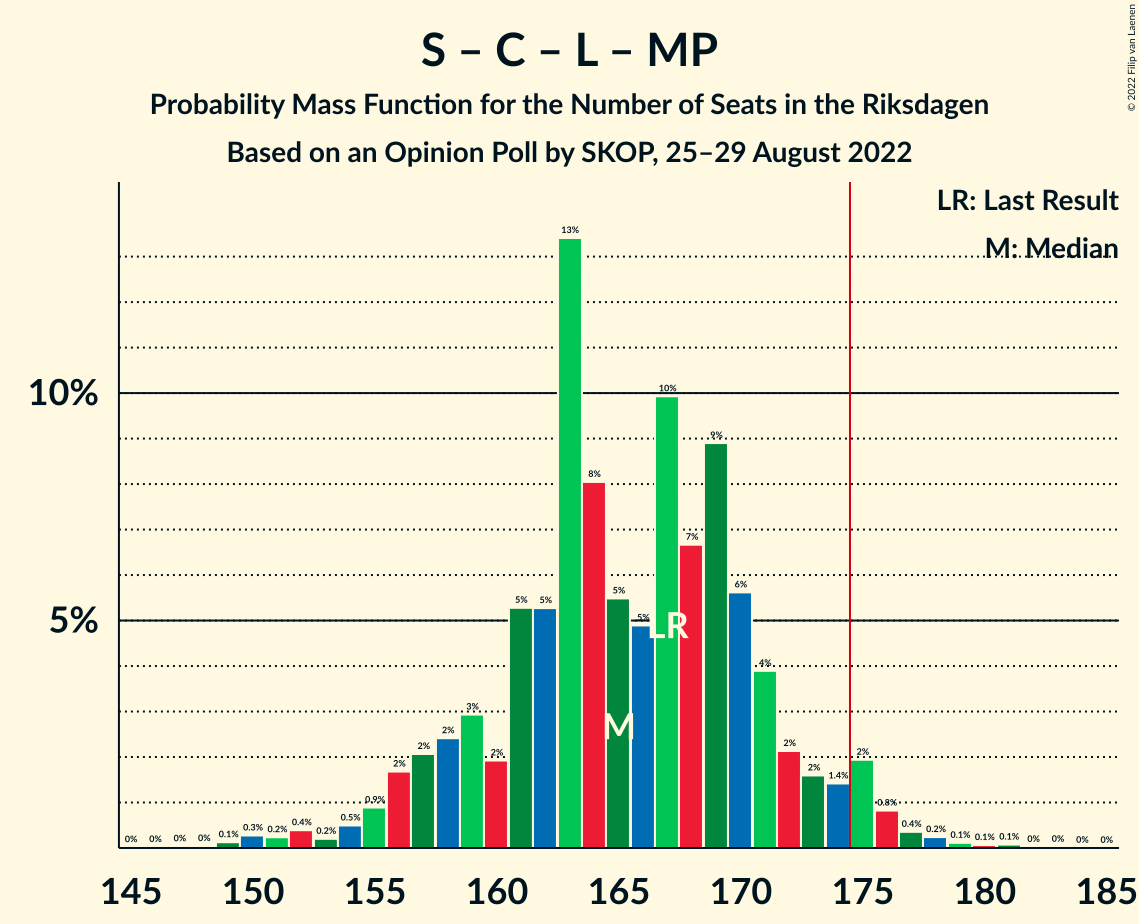 S – C – L – MP
Probability Mass Function for the Number of Seats in the Riksdagen
Based on an Opinion Poll by SKOP, 25–29 August 2022
© 2022 Filip van Laenen
LR: Last Result
M: Median
10%
5%
0% 0% 0% 0% 0.1% 0.3% 0.2% 0.4% 0.2% 0.5% 0.9% 2% 2% 2% 3% 2% 5% 5% 13% 8% 5% 5% 10% 7% 9% 6% 4% 2% 2% 1.4% 2% 0.8% 0.4% 0.2% 0.1% 0.1% 0.1% 0% 0% 0% 0%
LR
M
145 150 155 160 165 170 175 180 185